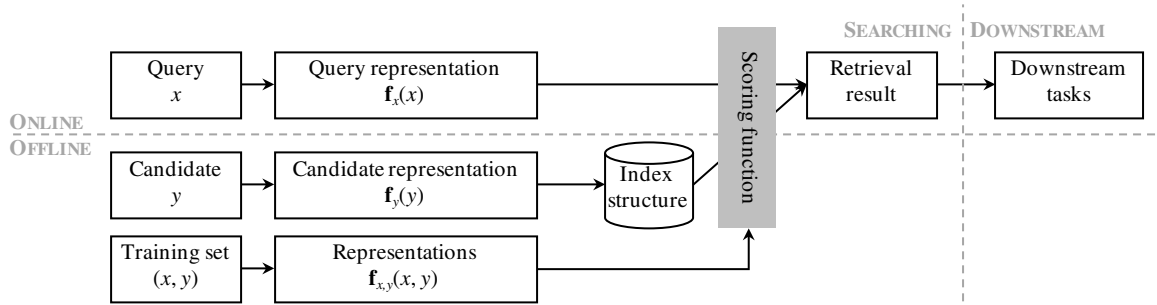 SEARCHING DOWNSTREAM
Query
x
Query representation
f_x(x)
Scoring function
Retrieval
result
Downstream
tasks
ONLINE
OFFLINE
Candidate
y
Candidate representation
f_y(y)
Index
structure
Training set
(x, y)
Representations
f_{x,y}(x, y)